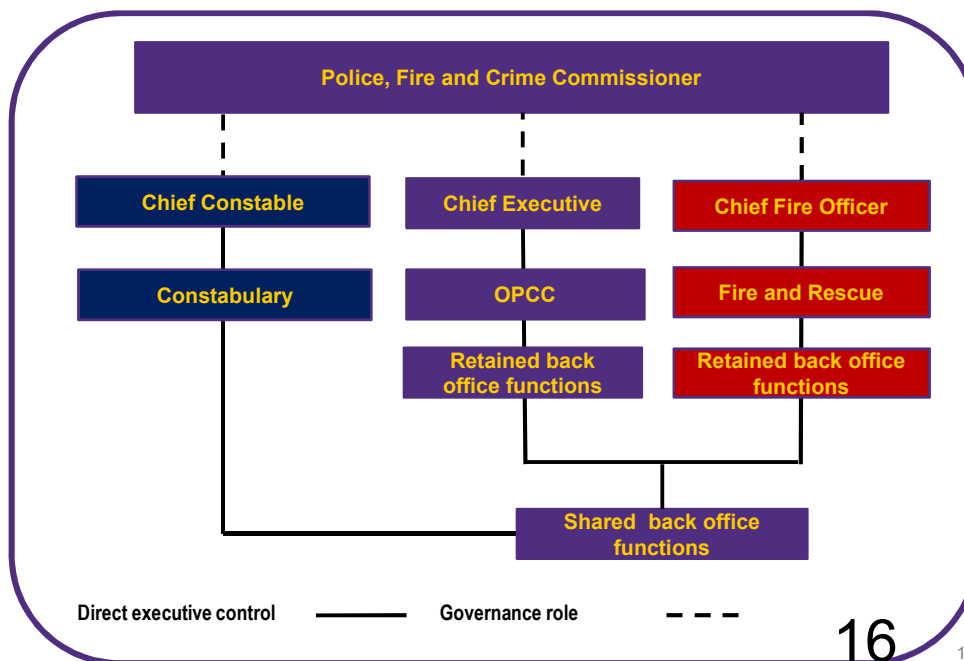 Police, Fire and Crime Commissioner
Chief Constable
Chief Executive
Chief Fire Officer
Constabulary
OPCC
Fire and Rescue
Retained back
office functions
Retained back office
functions
Shared back office
functions
Direct executive control
Governance role
16
1